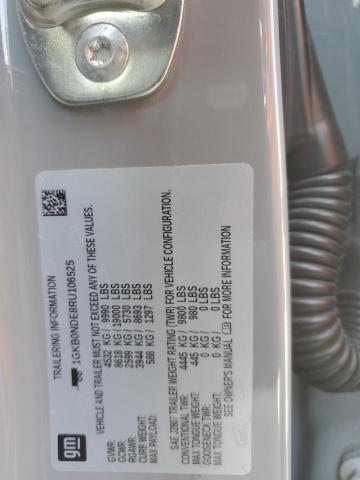 TRAILERING INFORMATION
1GKB0NDE8RU106525
VEHICLE AND TRAILER MUST NOT EXCEED ANY OF THESE VALUES.
GVWR: 4532 KG / 9990 LBS
GCWR: 8618 KG / 19000 LBS
RGAWR: 2599 KG / 5730 LBS
CURB WEIGHT: 3944 KG / 8693 LBS
MAX PAYLOAD: 588 KG / 1297 LBS
gm
SAE J2807 TRAILER WEIGHT RATING (TWR) FOR VEHICLE CONFIGURATION.
CONVENTIONAL TWR: 4445 KG / 9800 LBS
MAX TONGUE WEIGHT: 445 KG / 980 LBS
GOOSENECK TWR: 0 KG / 0 LBS
MAX TONGUE WEIGHT: 0 KG / 0 LBS
SEE OWNER'S MANUAL FOR MORE INFORMATION